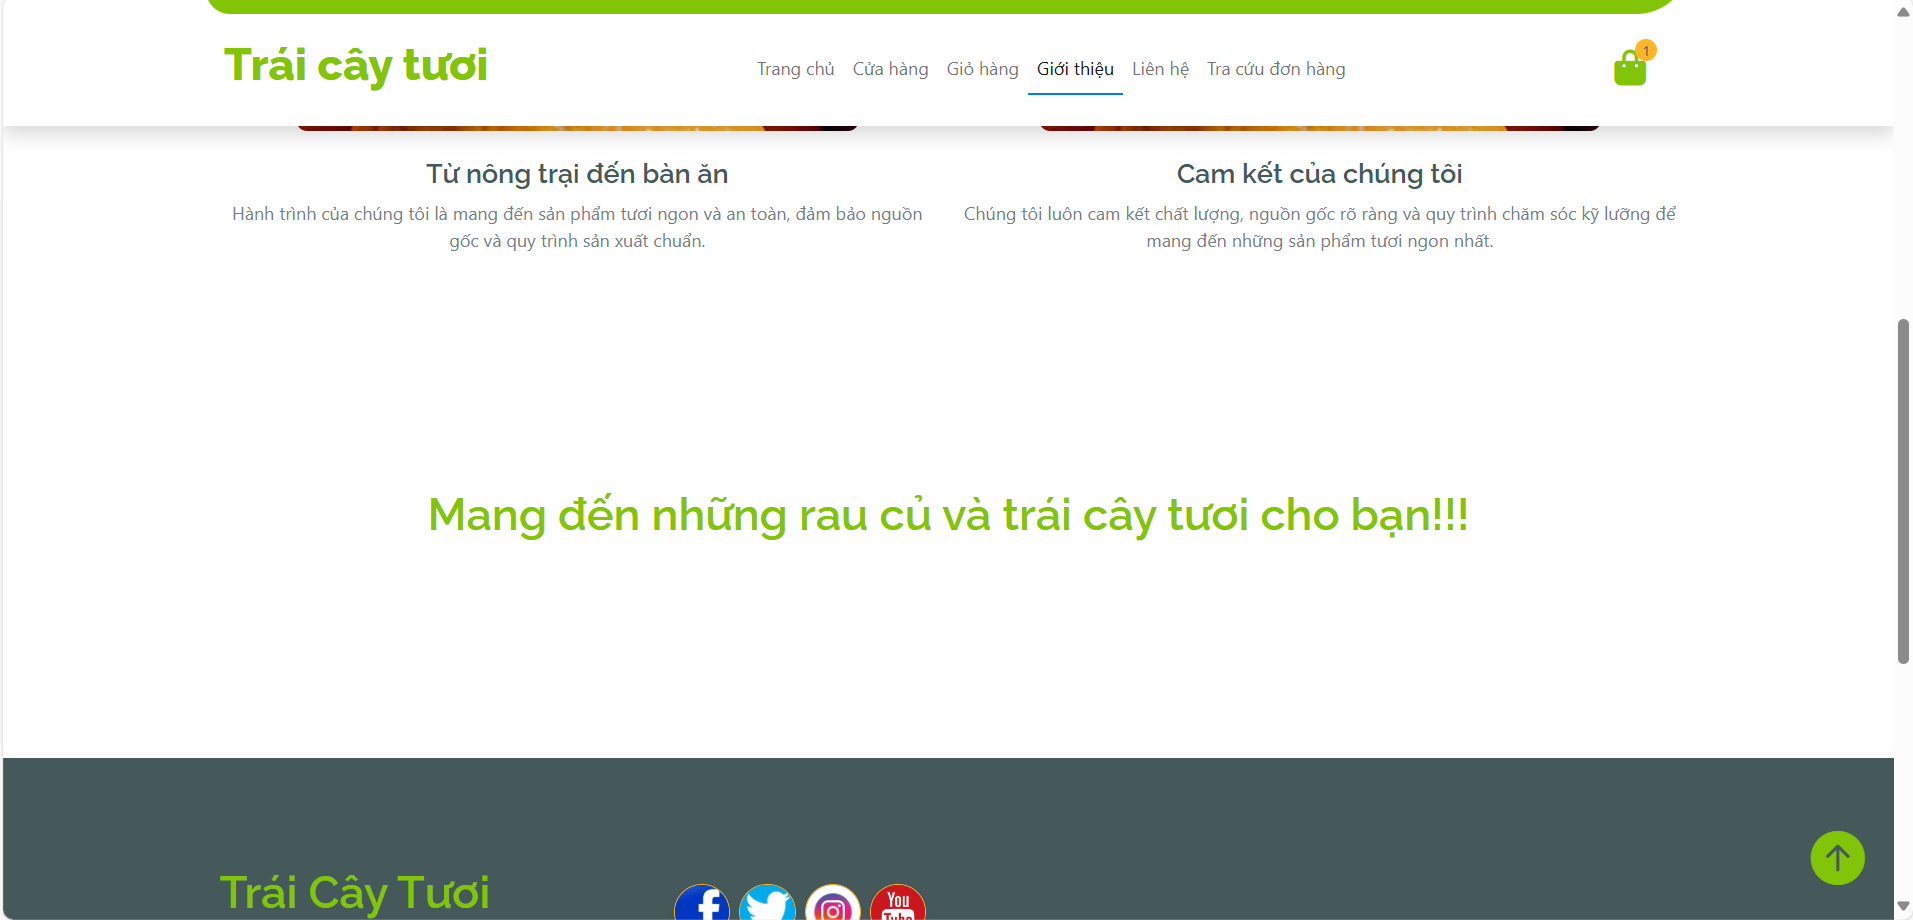 Trái cây tươi
Trang chủ Cửa hàng Giỏ hàng Giới thiệu Liên hệ Tra cứu đơn hàng
1
Từ nông trại đến bàn ăn
Hành trình của chúng tôi là mang đến sản phẩm tươi ngon và an toàn, đảm bảo nguồn
gốc và quy trình sản xuất chuẩn.
Cam kết của chúng tôi
Chúng tôi luôn cam kết chất lượng, nguồn gốc rõ ràng và quy trình chăm sóc kỹ lưỡng để
mang đến những sản phẩm tươi ngon nhất.
Mang đến những rau củ và trái cây tươi cho bạn!!!
Trái Cây Tươi
You
Tube